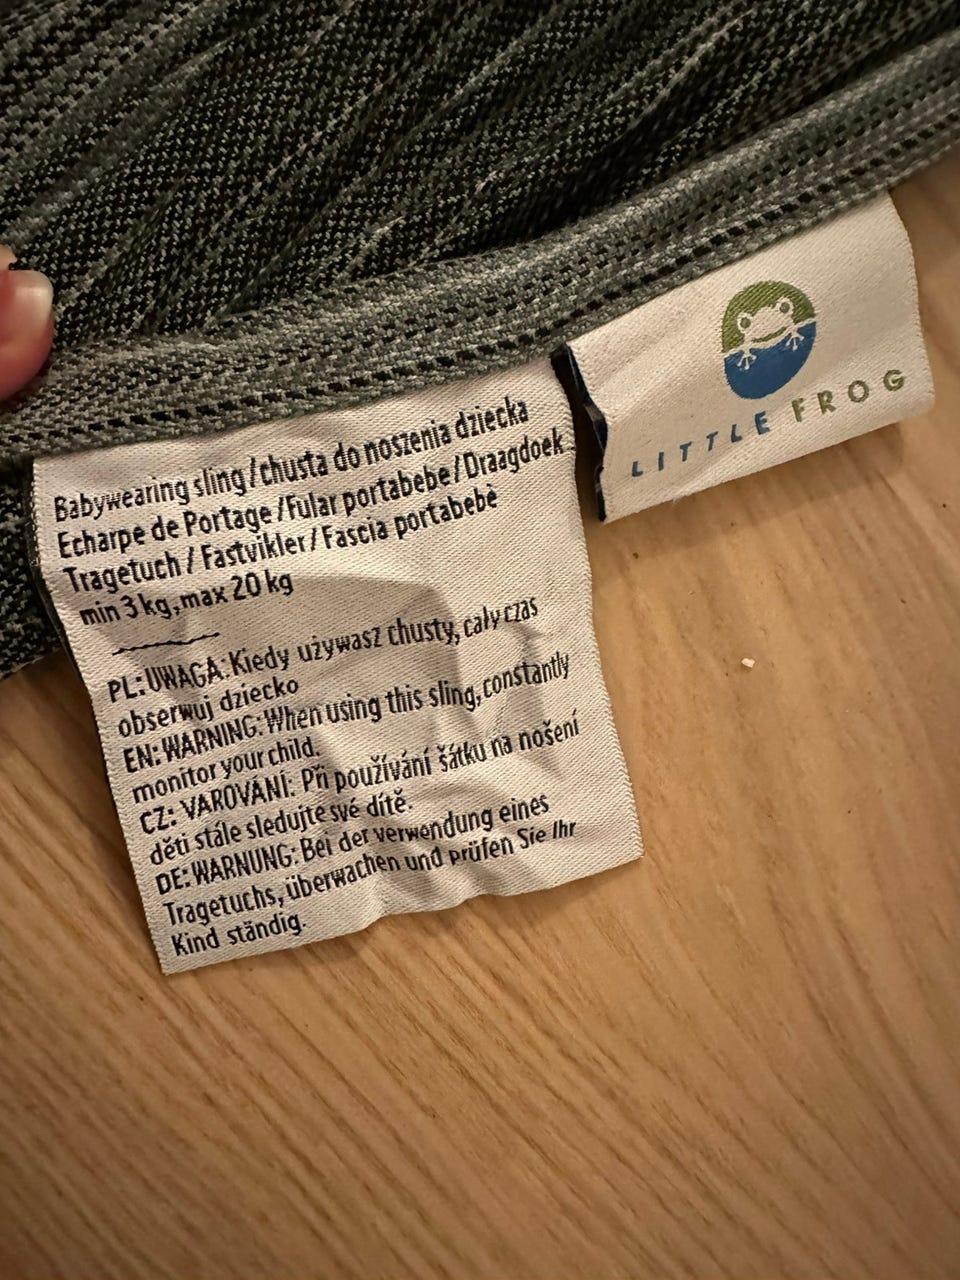 Babywearing sling/chusta do noszenia dziecka
Echarpe de Portage/Fular portabebe/Draagdoek
Tragetuch/Fastvikler/Fascia portabebè
min 3 kg, max 20 kg
PL: UWAGA: Kiedy używasz chusty, cały czas
obserwuj dziecko
EN: WARNING: When using this sling, constantly
monitor your child.
CZ: VAROVÁNÍ: Při používání šátku na nošení
děti stále sledujte své dítě.
DE: WARNUNG: Bei der verwendung eines
Tragetuchs, überwachen und prüfen Sie Ihr
Kind ständig.
LITTLE FROG